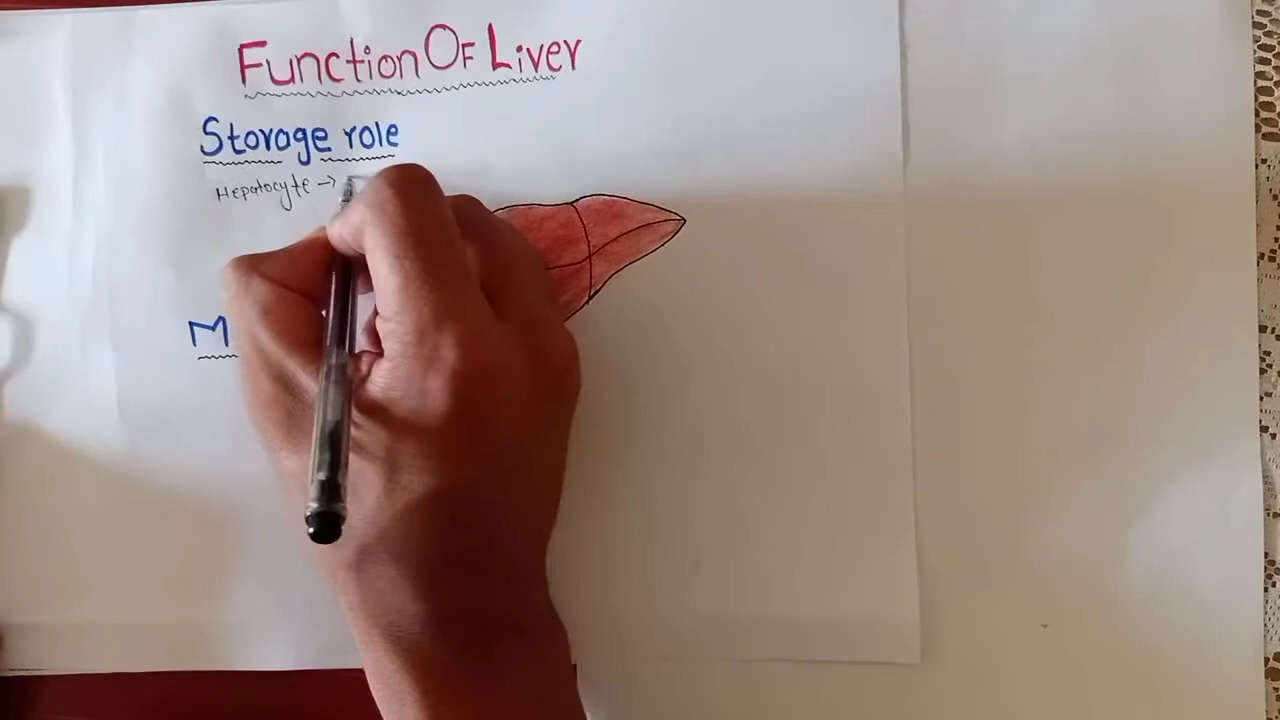 Function Of Liver
Storage role
Hepatocyte →
M